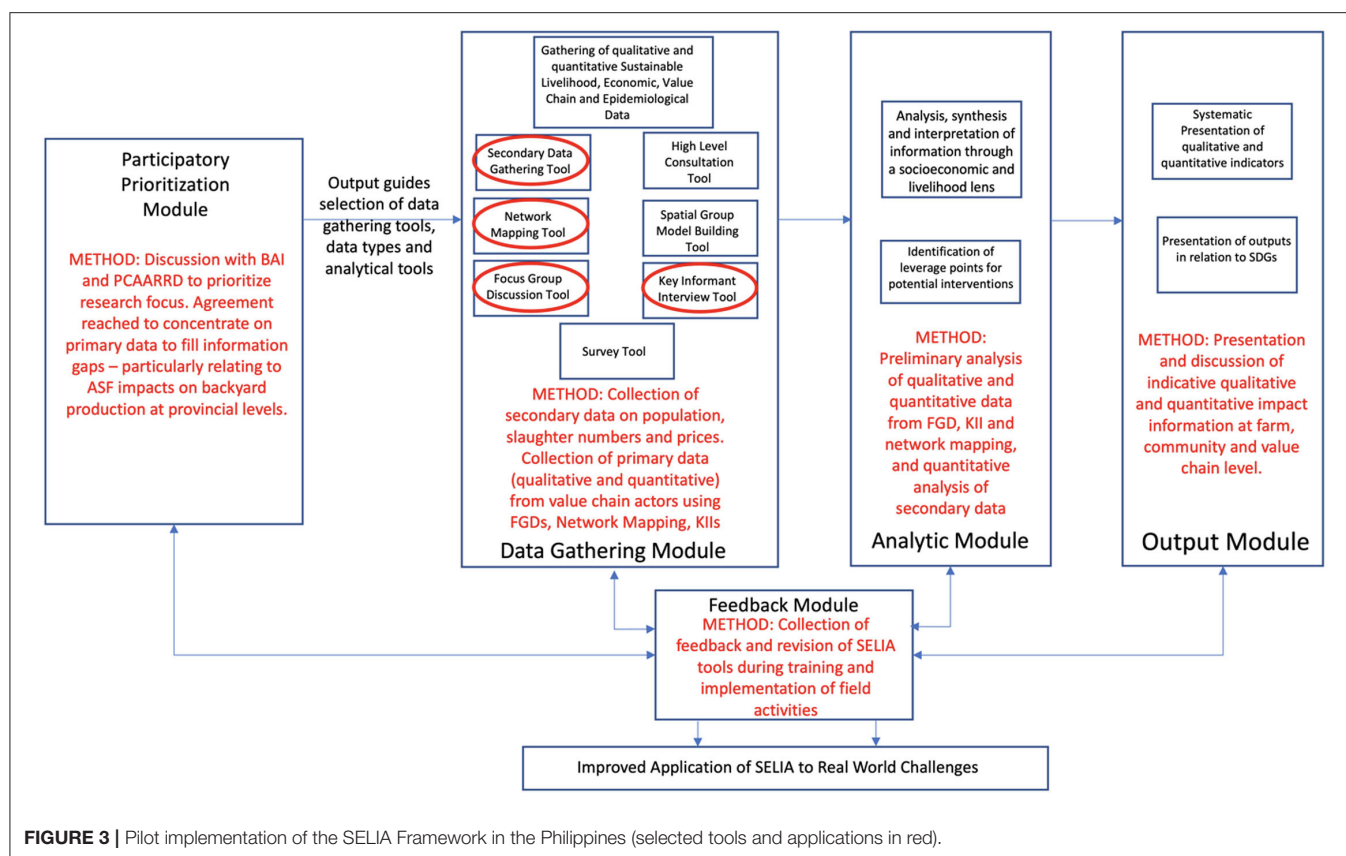 Participatory
Prioritization
Module
METHOD: Discussion with BAI
and PCAARRD to prioritize
research focus. Agreement
reached to concentrate on
primary data to fill information
gaps – particularly relating to
ASF impacts on backyard
production at provincial levels.
Output guides
selection of data
gathering tools,
data types and
analytical tools
Gathering of qualitative and
quantitative Sustainable
Livelihood, Economic, Value
Chain and Epidemiological
Data
Secondary Data
Gathering Tool
High Level
Consultation
Tool
Network
Mapping Tool
Spatial Group
Model Building
Tool
Focus Group
Discussion Tool
Key Informant
Interview Tool
Survey Tool
METHOD: Collection of
secondary data on population,
slaughter numbers and prices.
Collection of primary data
(qualitative and quantitative)
from value chain actors using
FGDs, Network Mapping, KIIs
Data Gathering Module
Analysis, synthesis
and interpretation of
information through
a socioeconomic and
livelihood lens
Identification of
leverage points for
potential interventions
METHOD:
Preliminary analysis
of qualitative and
quantitative data
from FGD, KII and
network mapping,
and quantitative
analysis of
secondary data
Analytic Module
Systematic
Presentation of
qualitative and
quantitative indicators
Presentation of outputs
in relation to SDGs
METHOD: Presentation
and discussion of
indicative qualitative
and quantitative impact
information at farm,
community and value
chain level.
Output Module
Feedback Module
METHOD: Collection of
feedback and revision of SELIA
tools during training and
implementation of field
activities
Improved Application of SELIA to Real World Challenges
FIGURE 3 | Pilot implementation of the SELIA Framework in the Philippines (selected tools and applications in red).